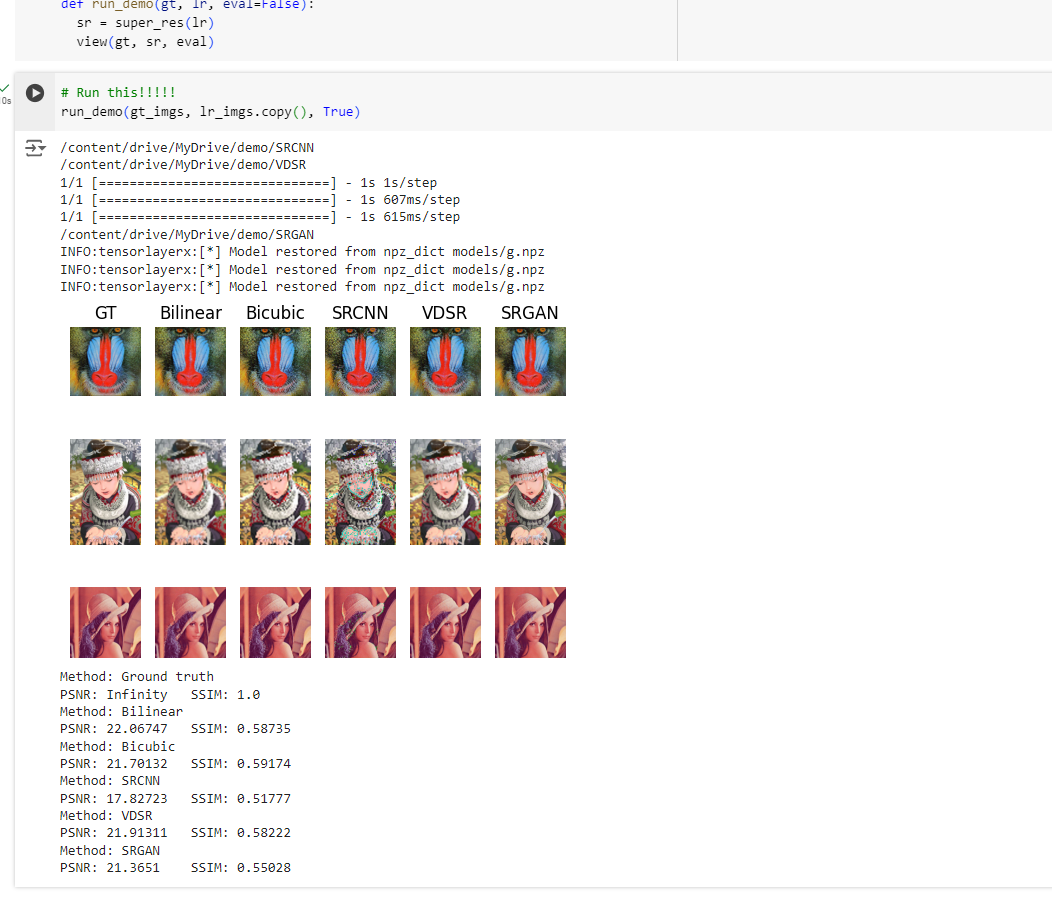 def run_demo(gt, lr, eval=False):
sr = super_res(lr)
view(gt, sr, eval)
10s
# Run this!!!!!
run_demo(gt_imgs, lr_imgs.copy(), True)
/content/drive/MyDrive/demo/SRCNN
/content/drive/MyDrive/demo/VDSR
1/1 [==============================] - 1s 1s/step
1/1 [==============================] - 1s 607ms/step
1/1 [==============================] - 1s 615ms/step
/content/drive/MyDrive/demo/SRGAN
INFO:tensorlayerx:[*] Model restored from npz_dict models/g.npz
INFO:tensorlayerx:[*] Model restored from npz_dict models/g.npz
INFO:tensorlayerx:[*] Model restored from npz_dict models/g.npz
GT Bilinear Bicubic SRCNN VDSR SRGAN
Method: Ground truth
PSNR: Infinity SSIM: 1.0
Method: Bilinear
PSNR: 22.06747 SSIM: 0.58735
Method: Bicubic
PSNR: 21.70132 SSIM: 0.59174
Method: SRCNN
PSNR: 17.82723 SSIM: 0.51777
Method: VDSR
PSNR: 21.91311 SSIM: 0.58222
Method: SRGAN
PSNR: 21.3651 SSIM: 0.55028